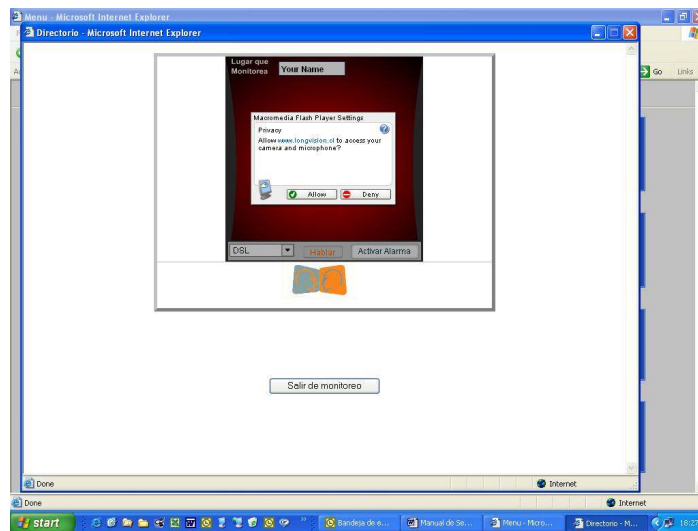 Menu - Microsoft Internet Explorer
Directorio - Microsoft Internet Explorer
Go Links
Lugar que
Monitorea
Your Name
Macromedia Flash Player Settings
Privacy
Allow www.longvision.cl to access your
camera and microphone?
Allow Deny
DSL Hablar Activar Alarma
Salir de monitoreo
Done Internet
Done Internet
start Bandeja de e... Manual de Se... Menu - Micro... Directorio - M...